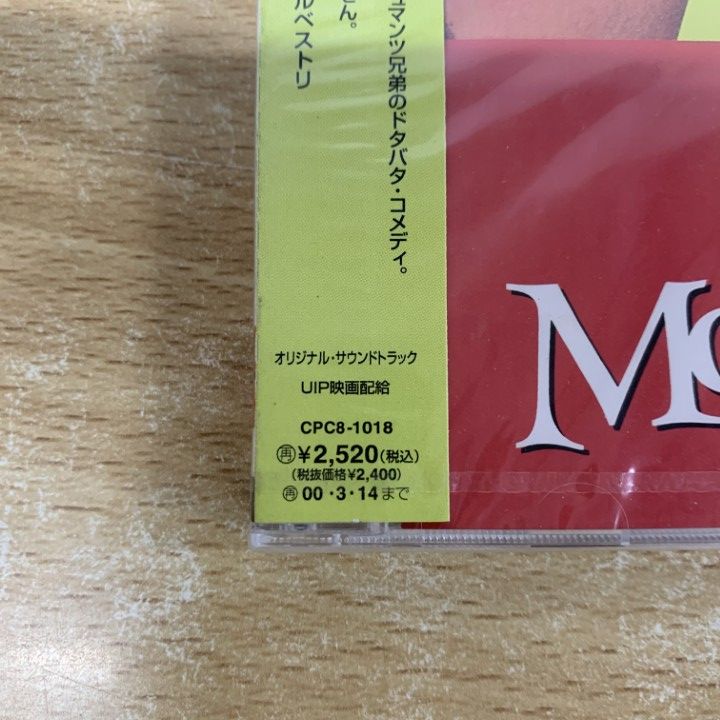 ュマンツ兄弟のドタバタ・コメディ。
さん。
ルベストリ
オリジナル・サウンドトラック
UIP映画配給
CPC8-1018
再¥2,520(税込)
(税抜価格¥2,400)
再00・3・14まで
M